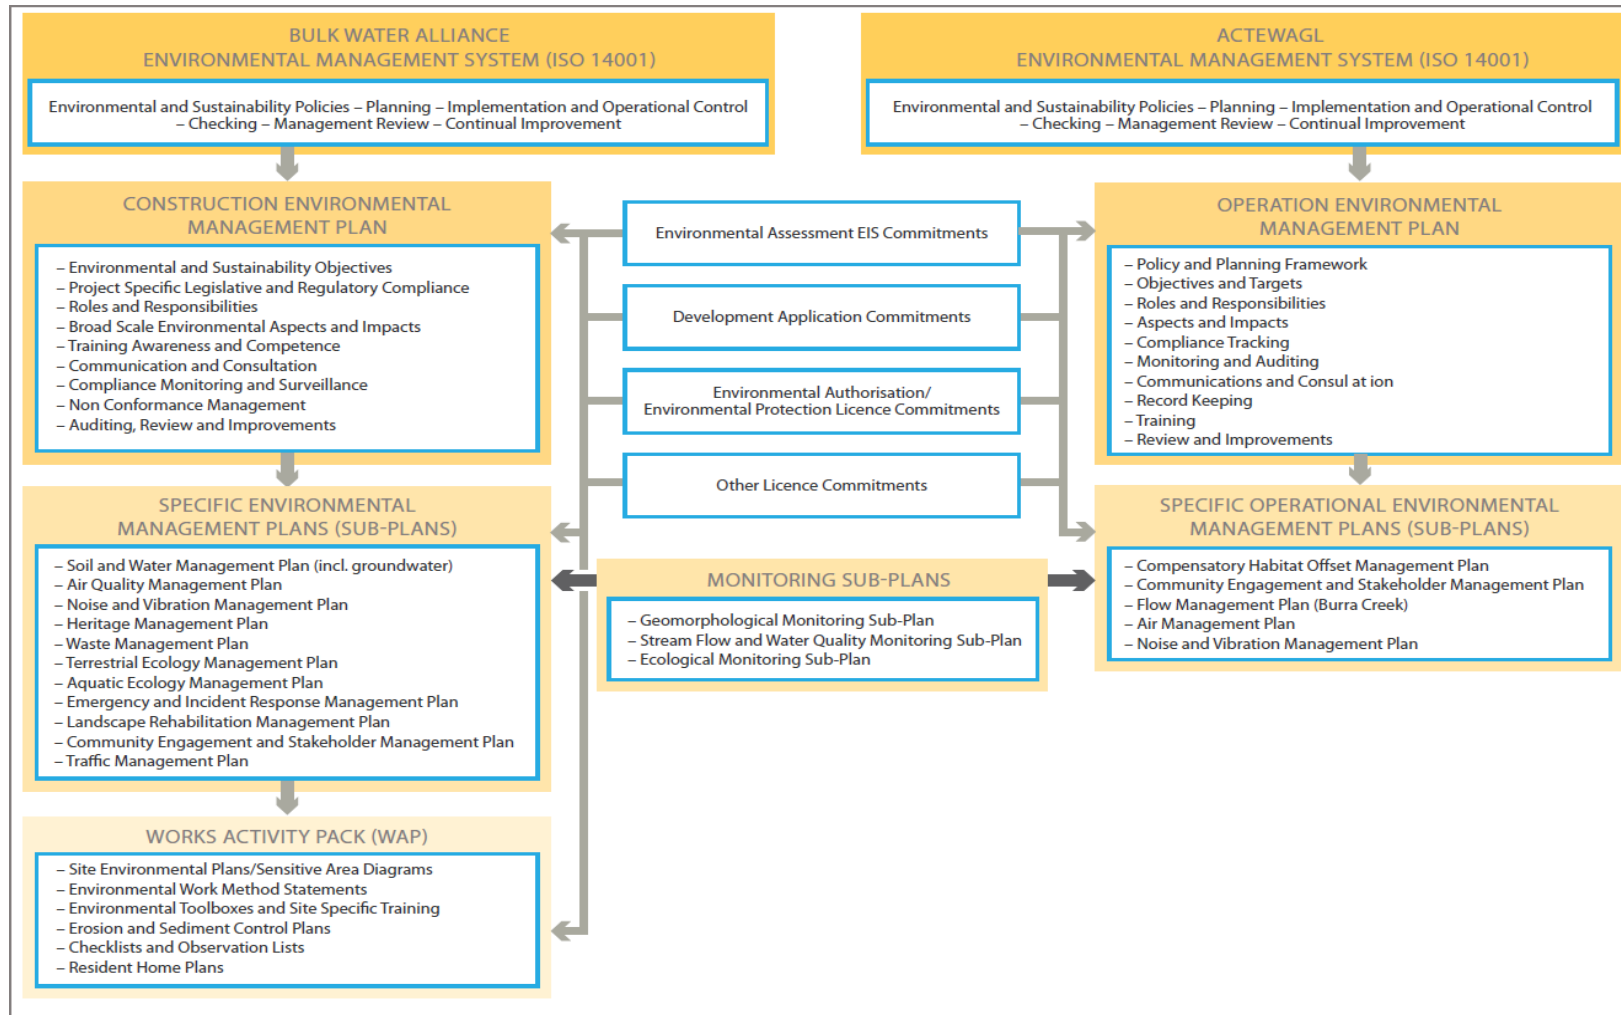 BULK WATER ALLIANCE
ENVIRONMENTAL MANAGEMENT SYSTEM (ISO 14001)
Environmental and Sustainability Policies – Planning – Implementation and Operational Control
– Checking – Management Review – Continual Improvement
ACTEWAGL
ENVIRONMENTAL MANAGEMENT SYSTEM (ISO 14001)
Environmental and Sustainability Policies – Planning – Implementation and Operational Control
– Checking – Management Review – Continual Improvement
CONSTRUCTION ENVIRONMENTAL
MANAGEMENT PLAN
– Environmental and Sustainability Objectives
– Project Specific Legislative and Regulatory Compliance
– Roles and Responsibilities
– Broad Scale Environmental Aspects and Impacts
– Training Awareness and Competence
– Communication and Consultation
– Compliance Monitoring and Surveillance
– Non Conformance Management
– Auditing, Review and Improvements
Environmental Assessment EIS Commitments
Development Application Commitments
Environmental Authorisation/
Environmental Protection Licence Commitments
Other Licence Commitments
OPERATION ENVIRONMENTAL
MANAGEMENT PLAN
– Policy and Planning Framework
– Objectives and Targets
– Roles and Responsibilities
– Aspects and Impacts
– Compliance Tracking
– Monitoring and Auditing
– Communications and Consul at ion
– Record Keeping
– Training
– Review and Improvements
SPECIFIC ENVIRONMENTAL
MANAGEMENT PLANS (SUB-PLANS)
– Soil and Water Management Plan (incl. groundwater)
– Air Quality Management Plan
– Noise and Vibration Management Plan
– Heritage Management Plan
– Waste Management Plan
– Terrestrial Ecology Management Plan
– Aquatic Ecology Management Plan
– Emergency and Incident Response Management Plan
– Landscape Rehabilitation Management Plan
– Community Engagement and Stakeholder Management Plan
– Traffic Management Plan
MONITORING SUB-PLANS
– Geomorphological Monitoring Sub-Plan
– Stream Flow and Water Quality Monitoring Sub-Plan
– Ecological Monitoring Sub-Plan
SPECIFIC OPERATIONAL ENVIRONMENTAL
MANAGEMENT PLANS (SUB-PLANS)
– Compensatory Habitat Offset Management Plan
– Community Engagement and Stakeholder Management Plan
– Flow Management Plan (Burra Creek)
– Air Management Plan
– Noise and Vibration Management Plan
WORKS ACTIVITY PACK (WAP)
– Site Environmental Plans/Sensitive Area Diagrams
– Environmental Work Method Statements
– Environmental Toolboxes and Site Specific Training
– Erosion and Sediment Control Plans
– Checklists and Observation Lists
– Resident Home Plans